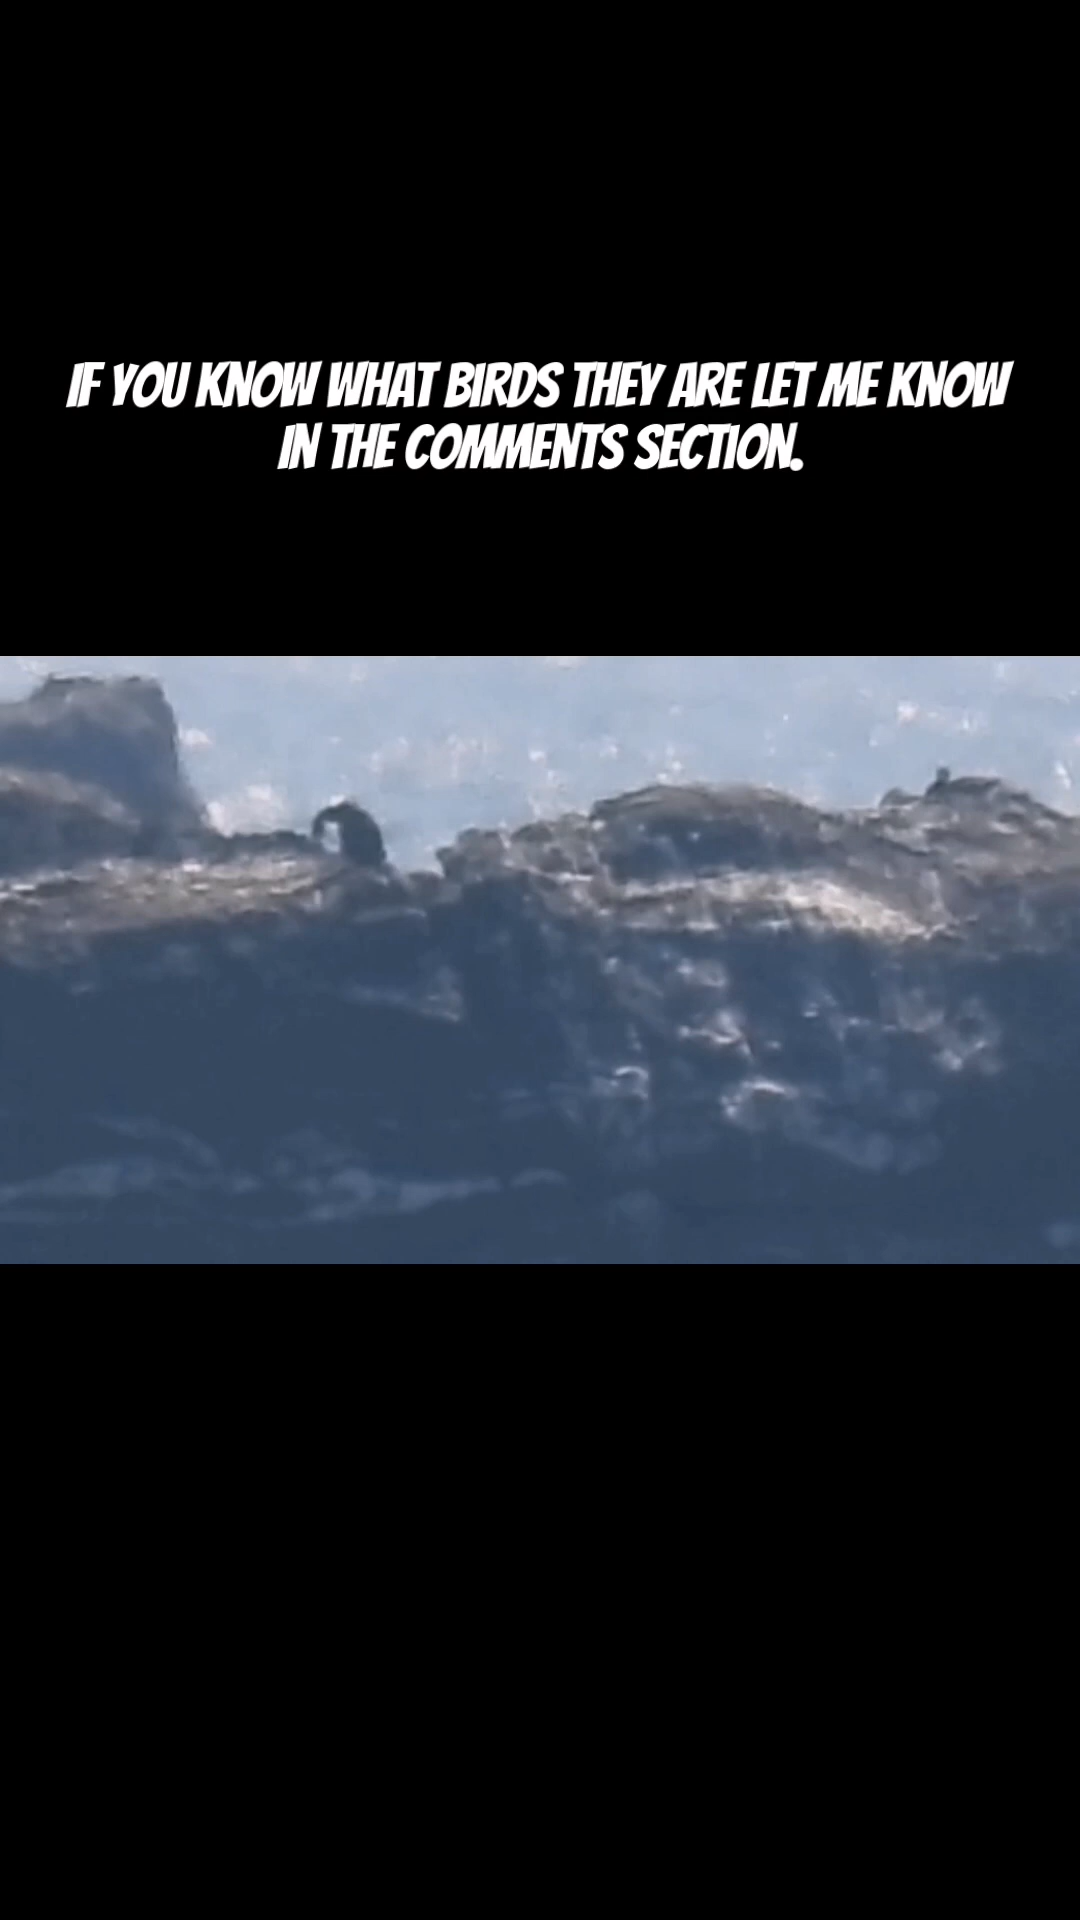 IF YOU KNOW WHAT BIRDS THEY ARE LET ME KNOW
IN THE COMMENTS SECTION.